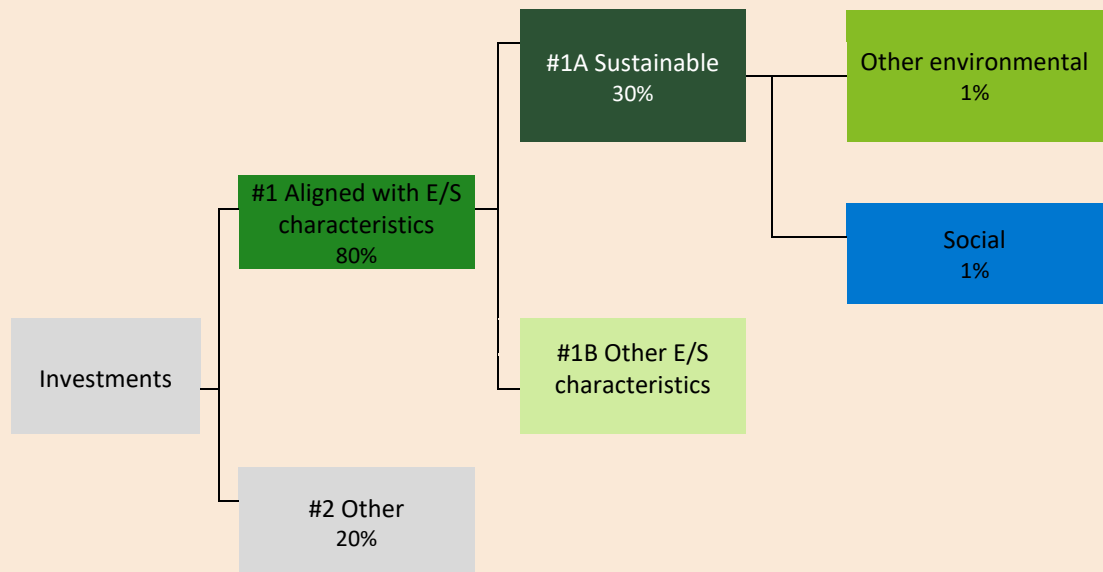 #1A Sustainable
30%
Other environmental
1%
#1 Aligned with E/S
characteristics
80%
Social
1%
Investments
#1B Other E/S
characteristics
#2 Other
20%